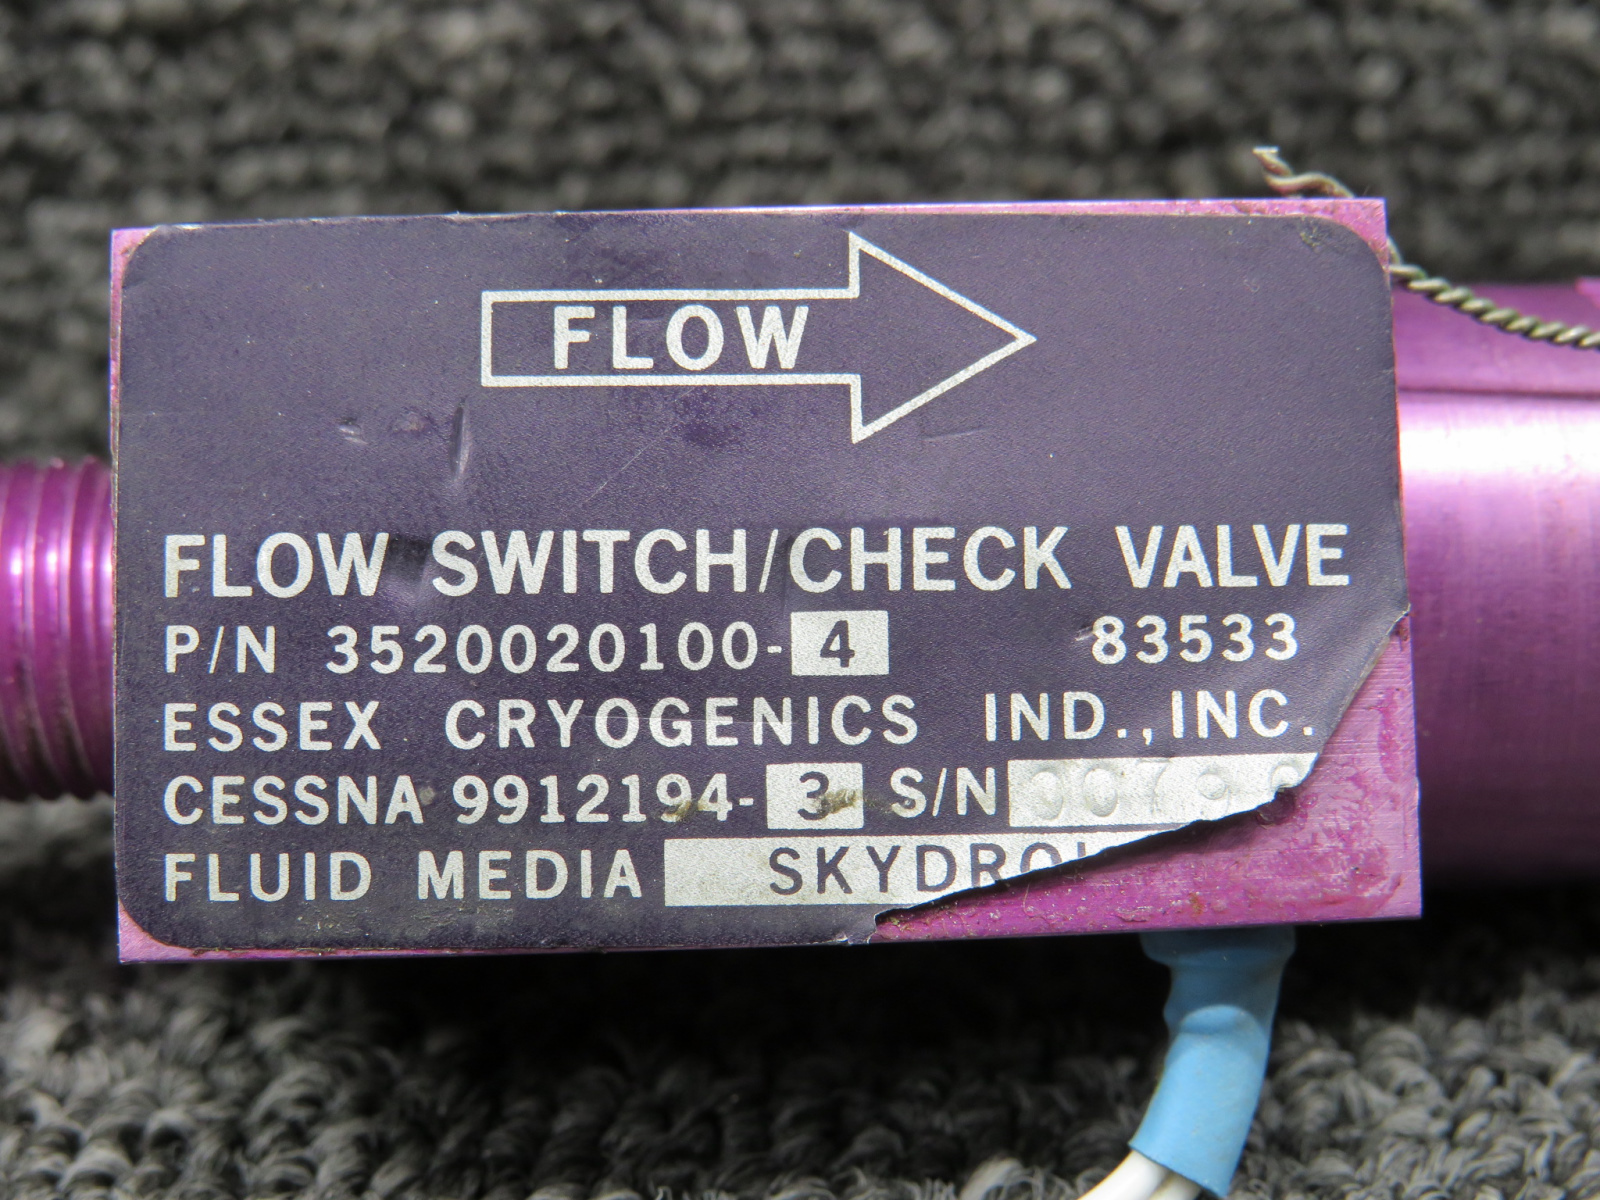 FLOW
FLOW SWITCH/CHECK VALVE
P/N 3520020100-4 83533
ESSEX CRYOGENICS IND.,INC.
CESSNA 9912194-3 S/N
FLUID MEDIA